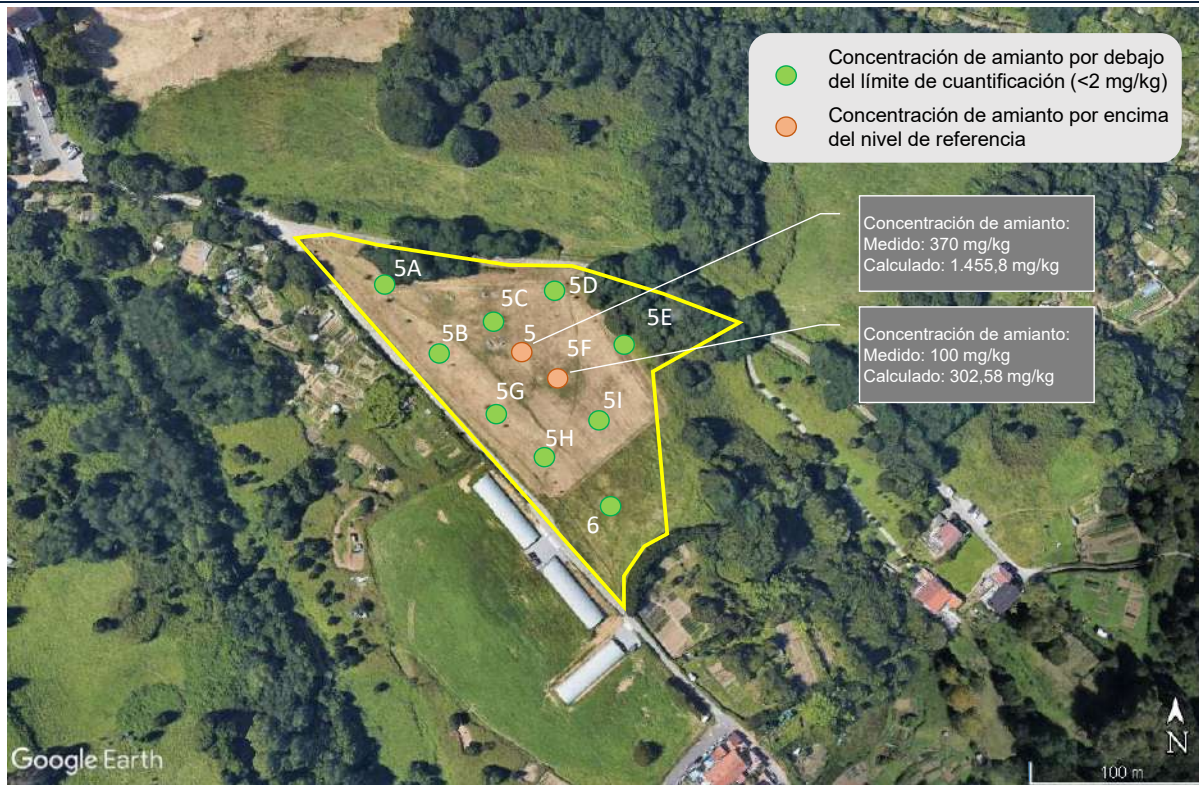 Concentración de amianto por debajo
del límite de cuantificación (<2 mg/kg)
Concentración de amianto por encima
del nivel de referencia
Concentración de amianto:
Medido: 370 mg/kg
Calculado: 1.455,8 mg/kg
Concentración de amianto:
Medido: 100 mg/kg
Calculado: 302,58 mg/kg
5A
5D
5C
5E
5
5F
5B
5G
5I
5H
6
N
Google Earth
100 m